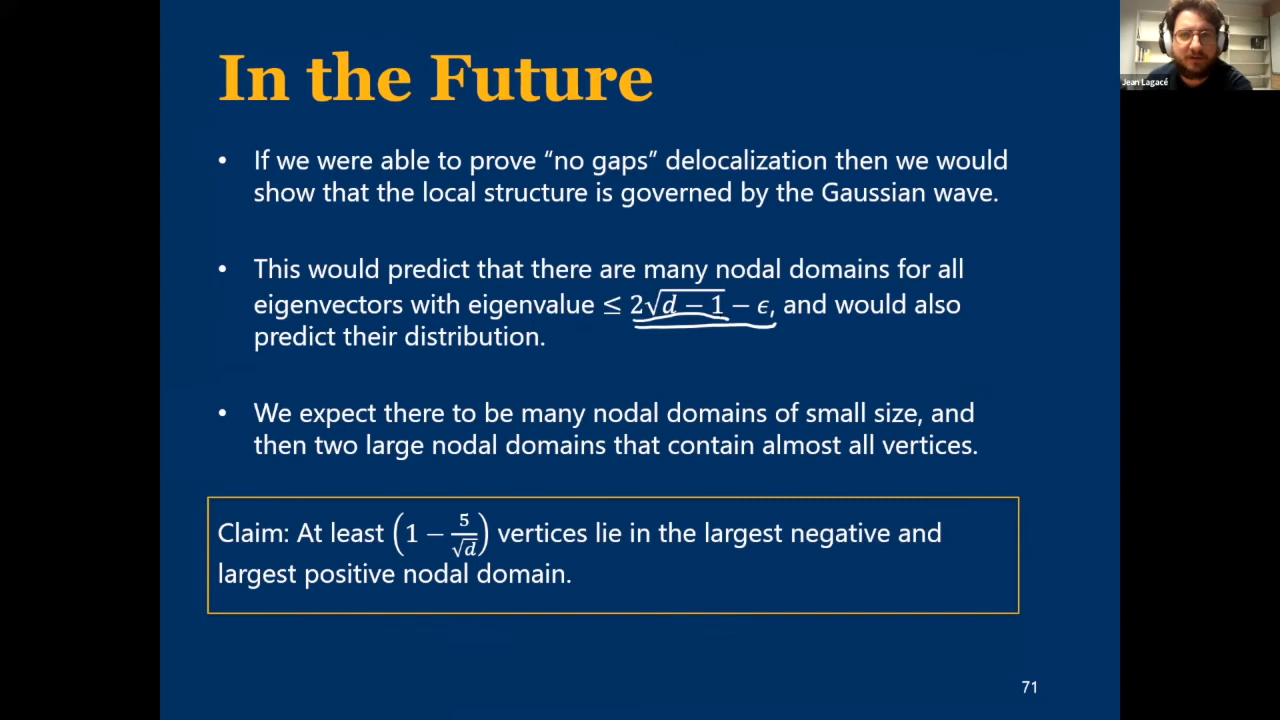 In the Future
Jean Lagacé
• If we were able to prove “no gaps” delocalization then we would
show that the local structure is governed by the Gaussian wave.
• This would predict that there are many nodal domains for all
eigenvectors with eigenvalue ≤ 2√(d − 1) − ϵ, and would also
predict their distribution.
• We expect there to be many nodal domains of small size, and
then two large nodal domains that contain almost all vertices.
Claim: At least (1 − 5/√d) vertices lie in the largest negative and
largest positive nodal domain.
71